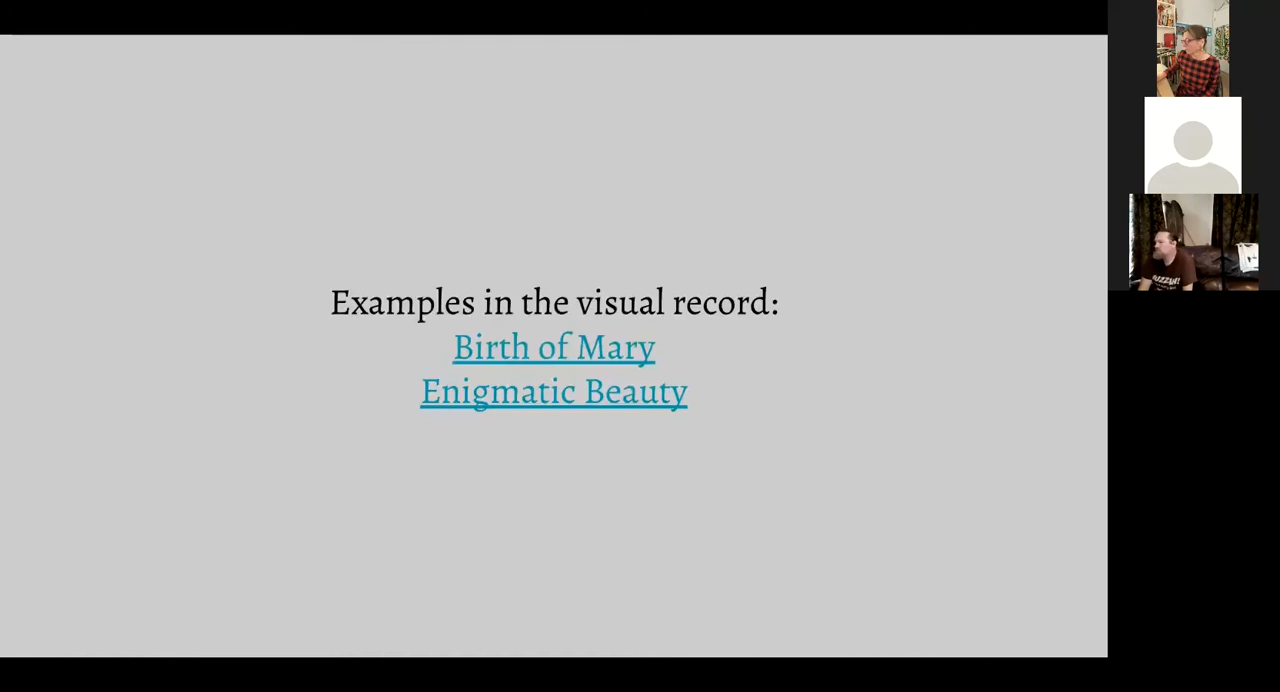 Examples in the visual record:
Birth of Mary
Enigmatic Beauty